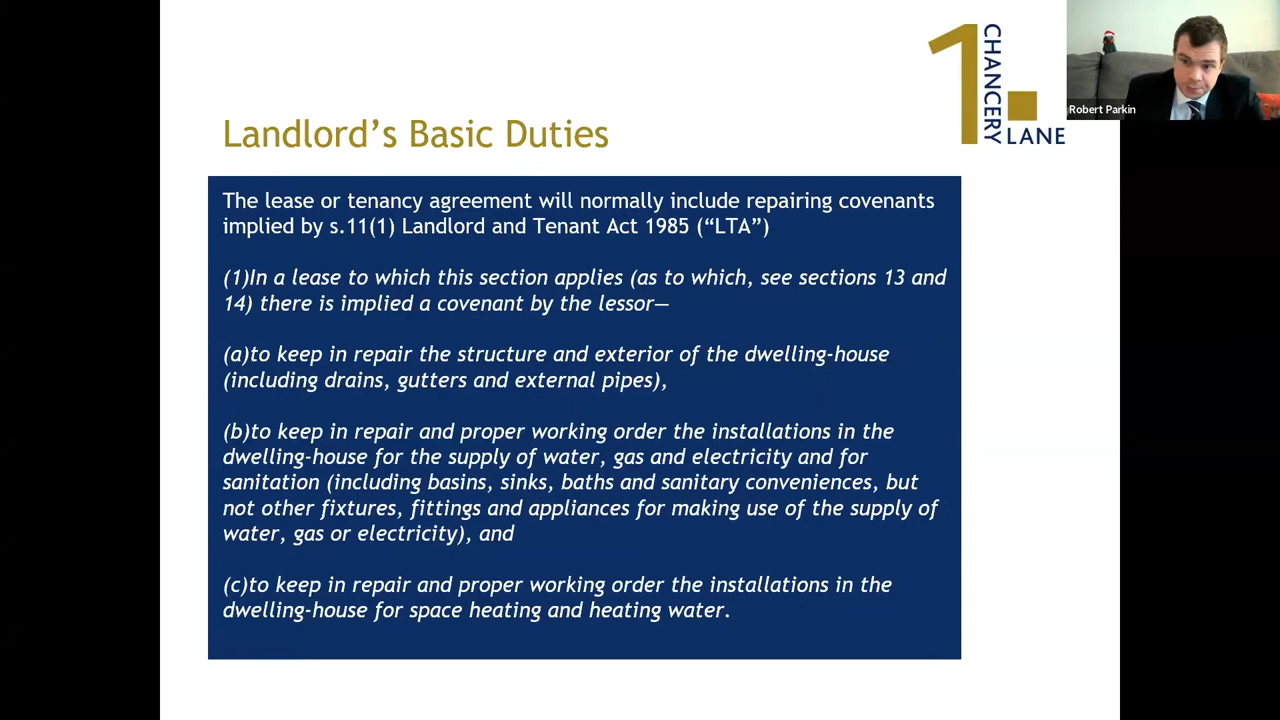 1 CHANCERY LANE
Robert Parkin
Landlord's Basic Duties
The lease or tenancy agreement will normally include repairing covenants
implied by s.11(1) Landlord and Tenant Act 1985 (“LTA”)
(1)In a lease to which this section applies (as to which, see sections 13 and
14) there is implied a covenant by the lessor—
(a)to keep in repair the structure and exterior of the dwelling-house
(including drains, gutters and external pipes),
(b)to keep in repair and proper working order the installations in the
dwelling-house for the supply of water, gas and electricity and for
sanitation (including basins, sinks, baths and sanitary conveniences, but
not other fixtures, fittings and appliances for making use of the supply of
water, gas or electricity), and
(c)to keep in repair and proper working order the installations in the
dwelling-house for space heating and heating water.